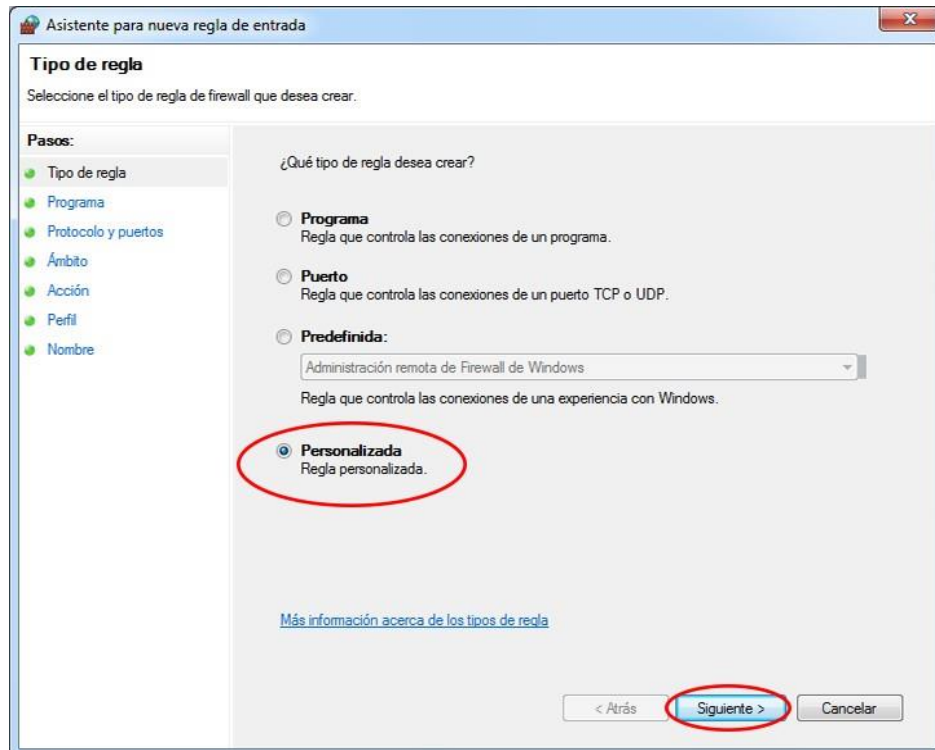 Asistente para nueva regla de entrada
Tipo de regla
Seleccione el tipo de regla de firewall que desea crear.
Pasos:
Tipo de regla
Programa
Protocolo y puertos
Ámbito
Acción
Perfil
Nombre
¿Qué tipo de regla desea crear?
Programa
Regla que controla las conexiones de un programa.
Puerto
Regla que controla las conexiones de un puerto TCP o UDP.
Predefinida:
Administración remota de Firewall de Windows
Regla que controla las conexiones de una experiencia con Windows.
Personalizada
Regla personalizada.
Más información acerca de los tipos de regla
< Atrás
Siguiente >
Cancelar